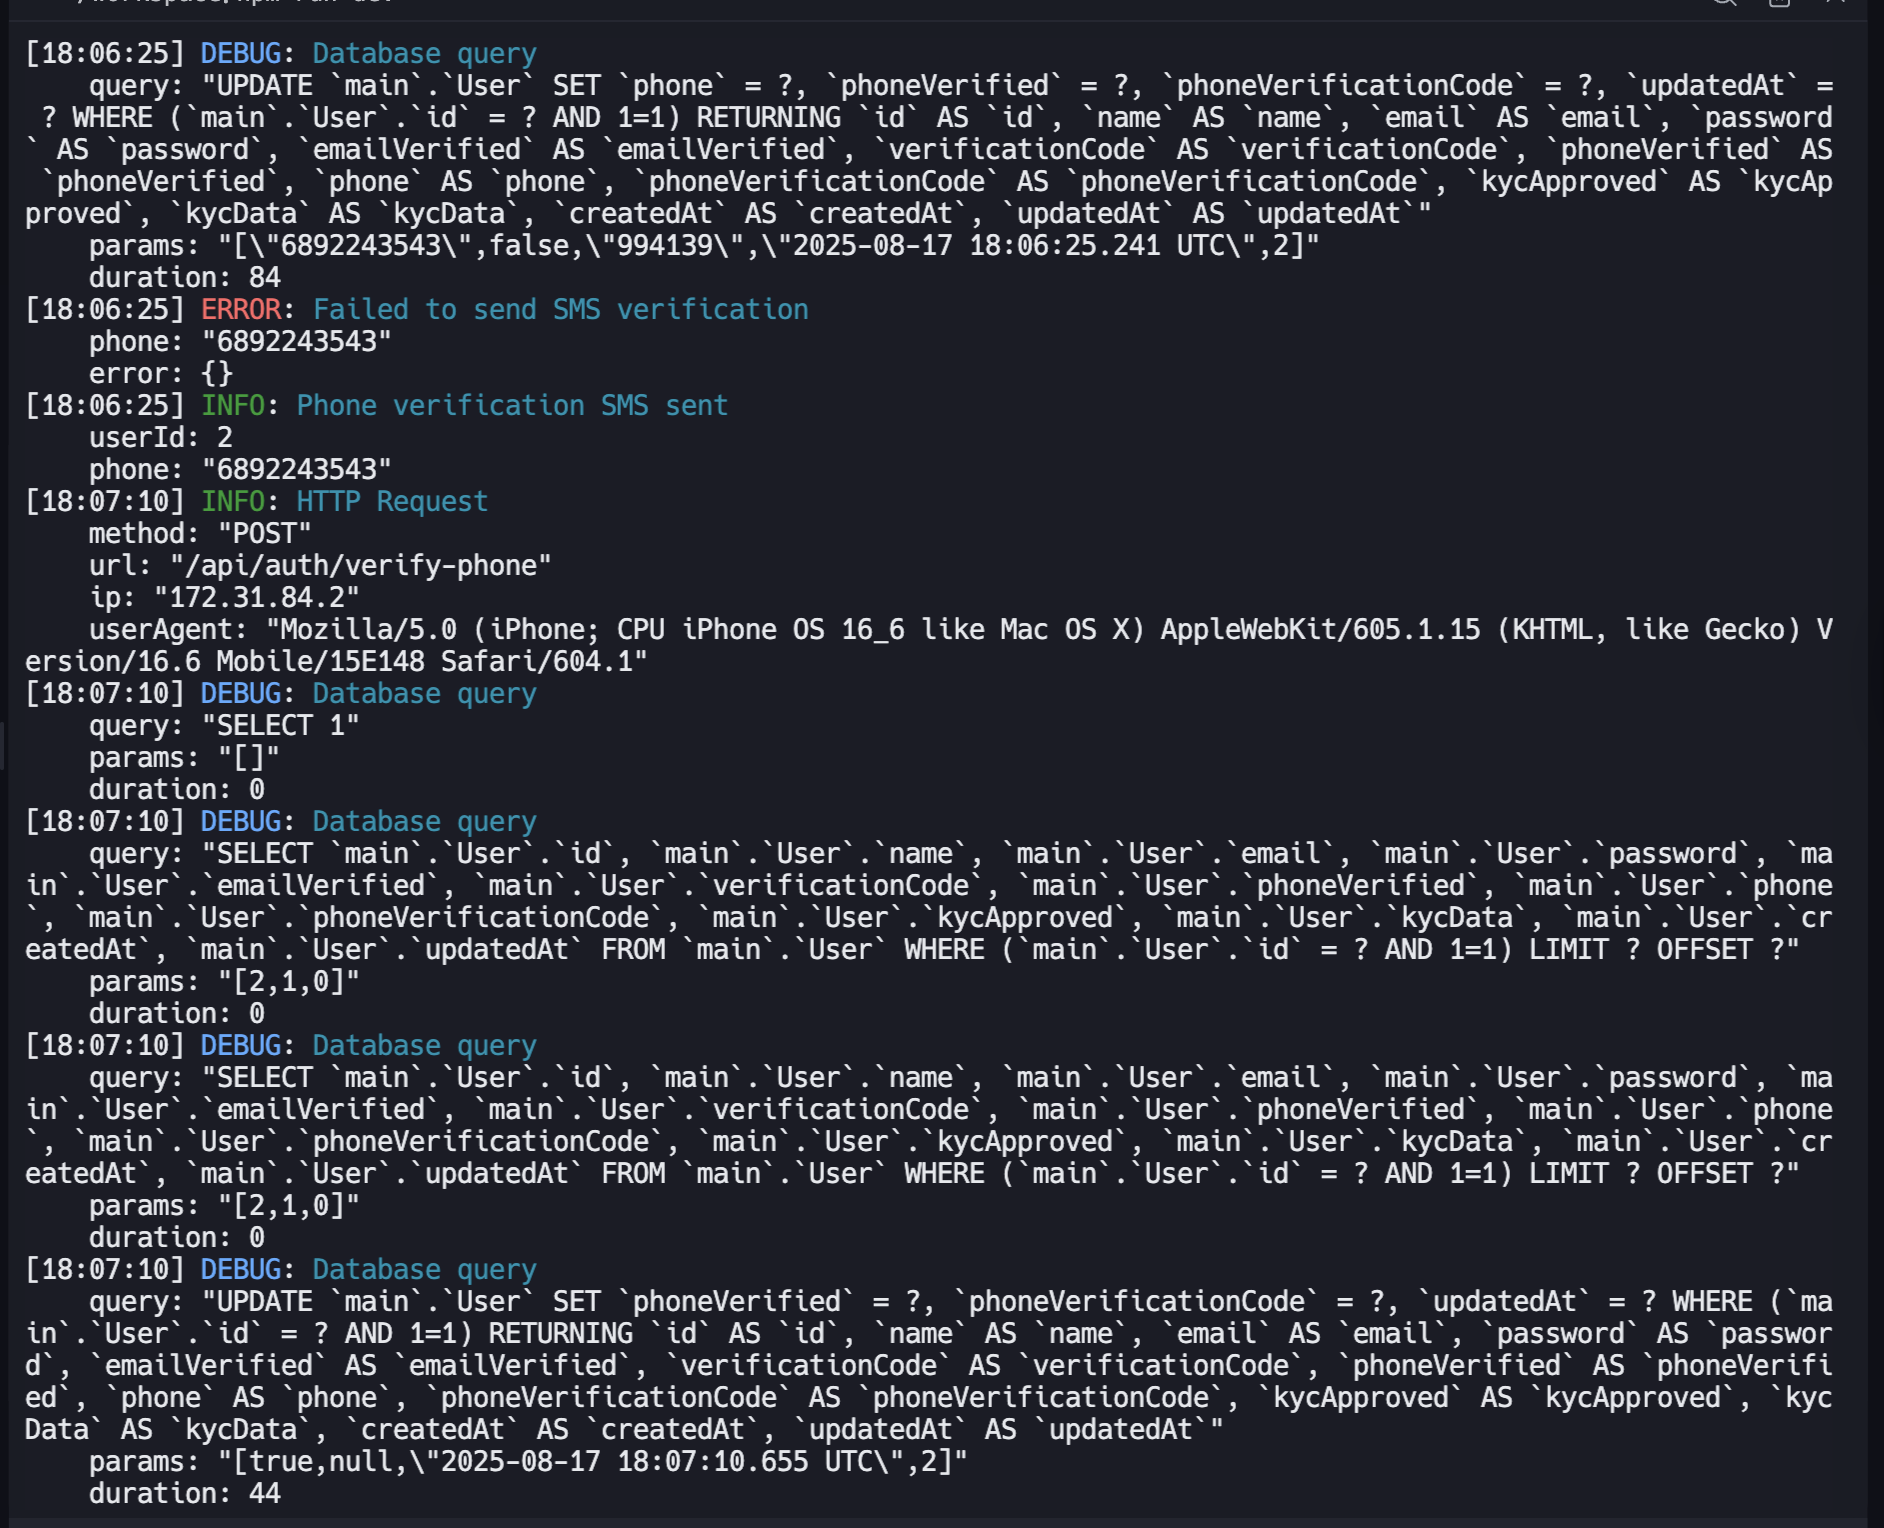 [18:06:25] DEBUG: Database query
    query: "UPDATE `main`.`User` SET `phone` = ?, `phoneVerified` = ?, `phoneVerificationCode` = ?, `updatedAt` =
 ? WHERE (`main`.`User`.`id` = ? AND 1=1) RETURNING `id` AS `id`, `name` AS `name`, `email` AS `email`, `password
` AS `password`, `emailVerified` AS `emailVerified`, `verificationCode` AS `verificationCode`, `phoneVerified` AS
 `phoneVerified`, `phone` AS `phone`, `phoneVerificationCode` AS `phoneVerificationCode`, `kycApproved` AS `kycAp
proved`, `kycData` AS `kycData`, `createdAt` AS `createdAt`, `updatedAt` AS `updatedAt`"
    params: "[\"6892243543\",false,\"994139\",\"2025-08-17 18:06:25.241 UTC\",2]"
    duration: 84
[18:06:25] ERROR: Failed to send SMS verification
    phone: "6892243543"
    error: {}
[18:06:25] INFO: Phone verification SMS sent
    userId: 2
    phone: "6892243543"
[18:07:10] INFO: HTTP Request
    method: "POST"
    url: "/api/auth/verify-phone"
    ip: "172.31.84.2"
    userAgent: "Mozilla/5.0 (iPhone; CPU iPhone OS 16_6 like Mac OS X) AppleWebKit/605.1.15 (KHTML, like Gecko) V
ersion/16.6 Mobile/15E148 Safari/604.1"
[18:07:10] DEBUG: Database query
    query: "SELECT 1"
    params: "[]"
    duration: 0
[18:07:10] DEBUG: Database query
    query: "SELECT `main`.`User`.`id`, `main`.`User`.`name`, `main`.`User`.`email`, `main`.`User`.`password`, `ma
in`.`User`.`emailVerified`, `main`.`User`.`verificationCode`, `main`.`User`.`phoneVerified`, `main`.`User`.`phone
`, `main`.`User`.`phoneVerificationCode`, `main`.`User`.`kycApproved`, `main`.`User`.`kycData`, `main`.`User`.`cr
eatedAt`, `main`.`User`.`updatedAt` FROM `main`.`User` WHERE (`main`.`User`.`id` = ? AND 1=1) LIMIT ? OFFSET ?"
    params: "[2,1,0]"
    duration: 0
[18:07:10] DEBUG: Database query
    query: "SELECT `main`.`User`.`id`, `main`.`User`.`name`, `main`.`User`.`email`, `main`.`User`.`password`, `ma
in`.`User`.`emailVerified`, `main`.`User`.`verificationCode`, `main`.`User`.`phoneVerified`, `main`.`User`.`phone
`, `main`.`User`.`phoneVerificationCode`, `main`.`User`.`kycApproved`, `main`.`User`.`kycData`, `main`.`User`.`cr
eatedAt`, `main`.`User`.`updatedAt` FROM `main`.`User` WHERE (`main`.`User`.`id` = ? AND 1=1) LIMIT ? OFFSET ?"
    params: "[2,1,0]"
    duration: 0
[18:07:10] DEBUG: Database query
    query: "UPDATE `main`.`User` SET `phoneVerified` = ?, `phoneVerificationCode` = ?, `updatedAt` = ? WHERE (`ma
in`.`User`.`id` = ? AND 1=1) RETURNING `id` AS `id`, `name` AS `name`, `email` AS `email`, `password` AS `passwor
d`, `emailVerified` AS `emailVerified`, `verificationCode` AS `verificationCode`, `phoneVerified` AS `phoneVerifi
ed`, `phone` AS `phone`, `phoneVerificationCode` AS `phoneVerificationCode`, `kycApproved` AS `kycApproved`, `kyc
Data` AS `kycData`, `createdAt` AS `createdAt`, `updatedAt` AS `updatedAt`"
    params: "[true,null,\"2025-08-17 18:07:10.655 UTC\",2]"
    duration: 44